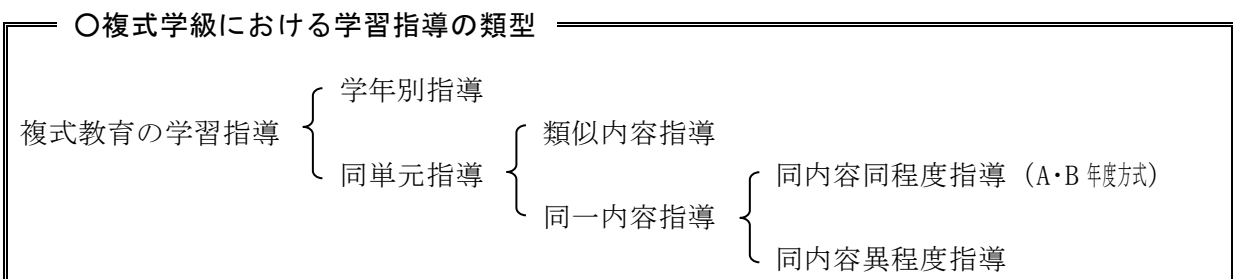 〇複式学級における学習指導の類型
学年別指導
複式教育の学習指導
類似内容指導
同単元指導
同内容同程度指導（A・B年度方式）
同一内容指導
同内容異程度指導